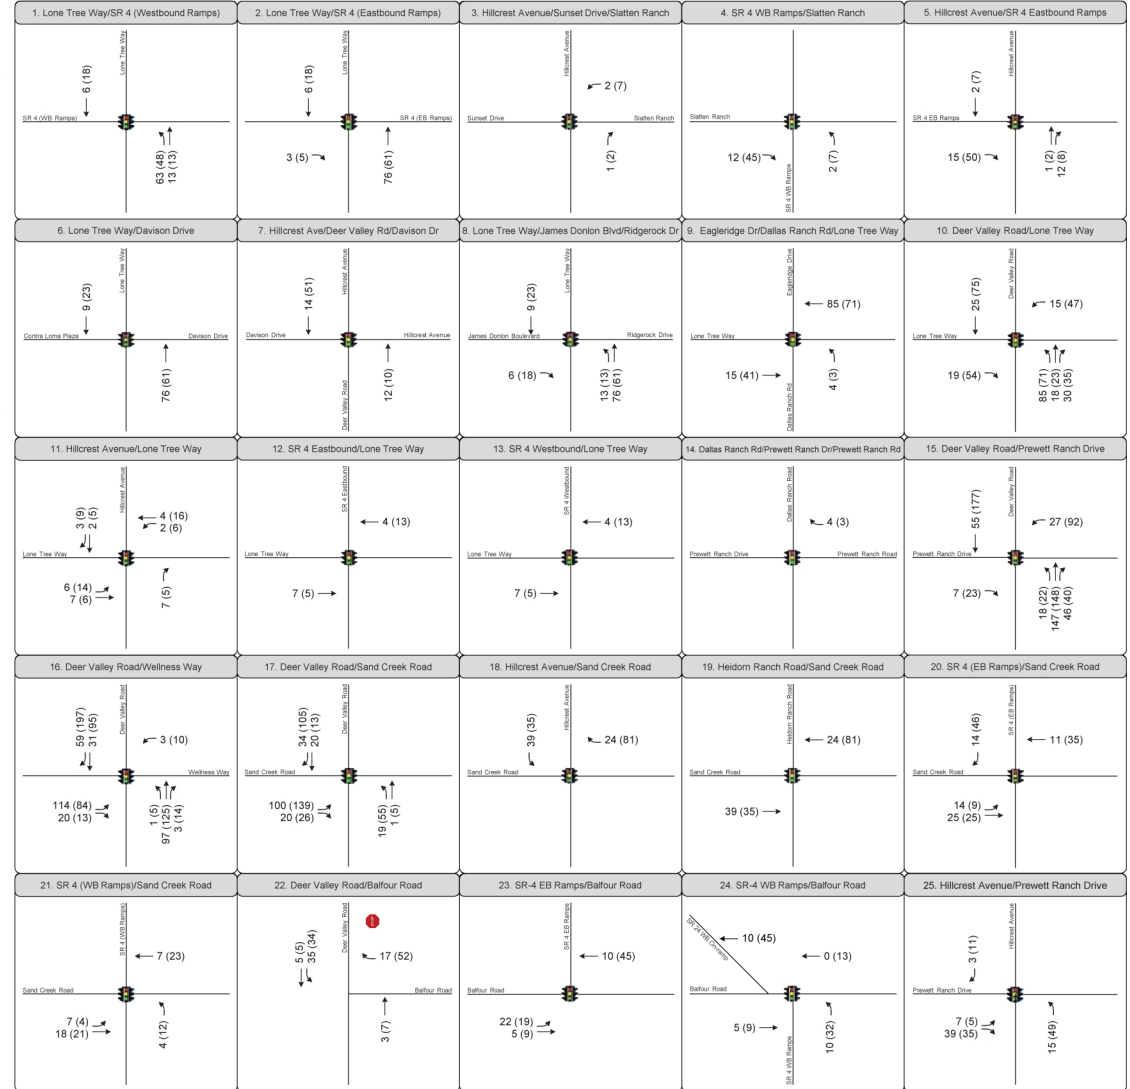 1. Lone Tree Way/SR 4 (Westbound Ramps)
Lone Tree Way
6 (18)
SR 4 (WB Ramps)
63 (48)
13 (13)
2. Lone Tree Way/SR 4 (Eastbound Ramps)
Lone Tree Way
6 (18)
SR 4 (EB Ramps)
3 (5)
76 (61)
3. Hillcrest Avenue/Sunset Drive/Slatten Ranch
Hillcrest Avenue
2 (7)
Sunset Drive
Slatten Ranch
1 (2)
4. SR 4 WB Ramps/Slatten Ranch
Slatten Ranch
12 (45)
2 (7)
SR 4 WB Ramps
5. Hillcrest Avenue/SR 4 Eastbound Ramps
Hillcrest Avenue
2 (7)
SR 4 EB Ramps
15 (50)
1 (2)
12 (8)
6. Lone Tree Way/Davison Drive
Lone Tree Way
9 (23)
Contra Loma Plaza
Davison Drive
76 (61)
7. Hillcrest Ave/Deer Valley Rd/Davison Dr
Hillcrest Avenue
14 (51)
Davison Drive
Hillcrest Avenue
12 (10)
Deer Valley Road
8. Lone Tree Way/James Donlon Blvd/Ridgerock Dr
Lone Tree Way
9 (23)
James Donlon Boulevard
Ridgerock Drive
6 (18)
13 (13)
76 (61)
9. Eagleridge Dr/Dallas Ranch Rd/Lone Tree Way
Eagleridge Drive
85 (71)
Lone Tree Way
15 (41)
4 (3)
Dallas Ranch Rd
10. Deer Valley Road/Lone Tree Way
Deer Valley Road
25 (75)
15 (47)
Lone Tree Way
19 (54)
85 (71)
18 (23)
30 (35)
11. Hillcrest Avenue/Lone Tree Way
Hillcrest Avenue
3 (9)
2 (5)
4 (16)
2 (6)
Lone Tree Way
6 (14)
7 (6)
7 (5)
12. SR 4 Eastbound/Lone Tree Way
SR 4 Eastbound
4 (13)
Lone Tree Way
7 (5)
13. SR 4 Westbound/Lone Tree Way
SR 4 Westbound
4 (13)
Lone Tree Way
7 (5)
14. Dallas Ranch Rd/Prewett Ranch Dr/Prewett Ranch Rd
Dallas Ranch Road
4 (3)
Prewett Ranch Drive
Prewett Ranch Road
15. Deer Valley Road/Prewett Ranch Drive
Deer Valley Road
55 (177)
27 (92)
Prewett Ranch Drive
7 (23)
18 (22)
147 (148)
46 (40)
16. Deer Valley Road/Wellness Way
Deer Valley Road
59 (197)
31 (95)
3 (10)
Wellness Way
114 (84)
20 (13)
1 (5)
97 (125)
3 (14)
17. Deer Valley Road/Sand Creek Road
Deer Valley Road
34 (105)
20 (13)
Sand Creek Road
100 (139)
20 (26)
19 (55)
1 (5)
18. Hillcrest Avenue/Sand Creek Road
Hillcrest Avenue
39 (35)
24 (81)
Sand Creek Road
19. Heidorn Ranch Road/Sand Creek Road
Heidorn Ranch Road
24 (81)
Sand Creek Road
39 (35)
20. SR 4 (EB Ramps)/Sand Creek Road
SR 4 (EB Ramps)
14 (46)
11 (35)
Sand Creek Road
14 (9)
25 (25)
21. SR 4 (WB Ramps)/Sand Creek Road
SR 4 (WB Ramps)
7 (23)
Sand Creek Road
7 (4)
18 (21)
4 (12)
22. Deer Valley Road/Balfour Road
Deer Valley Road
STOP
5 (5)
35 (34)
17 (52)
Balfour Road
3 (7)
23. SR-4 EB Ramps/Balfour Road
SR 4 EB Ramps
10 (45)
Balfour Road
22 (19)
5 (9)
24. SR-4 WB Ramps/Balfour Road
SR 24 WB On-ramp
10 (45)
0 (13)
Balfour Road
5 (9)
10 (32)
SR 4 WB Ramps
25. Hillcrest Avenue/Prewett Ranch Drive
Hillcrest Avenue
3 (11)
Prewett Ranch Drive
7 (5)
39 (35)
15 (49)